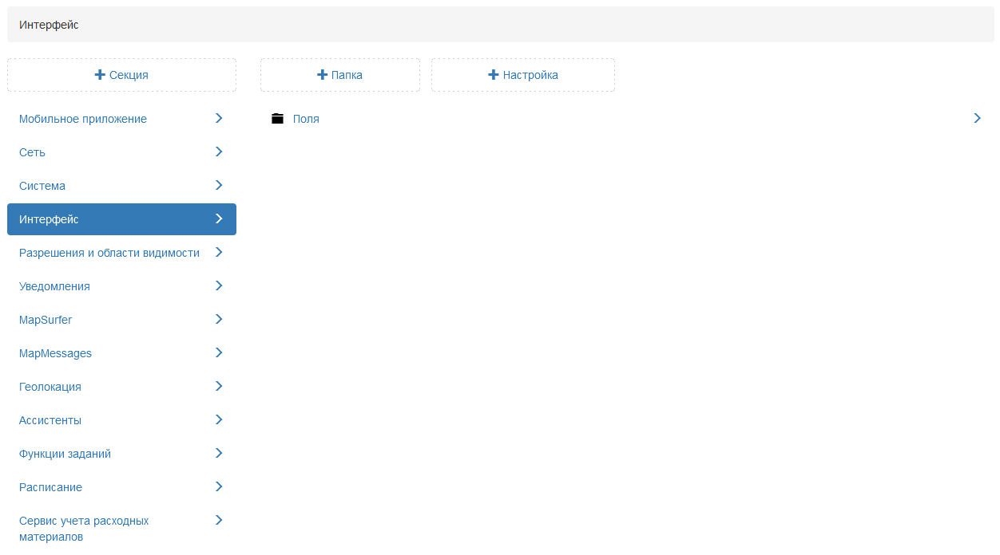 Интерфейс
Секция
Папка
Настройка
Мобильное приложение
Поля
Сеть
Система
Интерфейс
Разрешения и области видимости
Уведомления
MapSurfer
MapMessages
Геолокация
Ассистенты
Функции заданий
Расписание
Сервис учета расходных
материалов